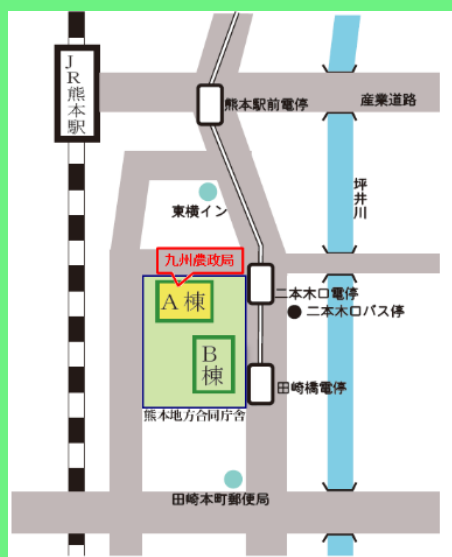 JR熊本駅
熊本駅前電停
産業道路
坪井川
東横イン
九州農政局
A棟
二本木口電停
二本木口バス停
B棟
田崎橋電停
熊本地方合同庁舎
田崎本町郵便局